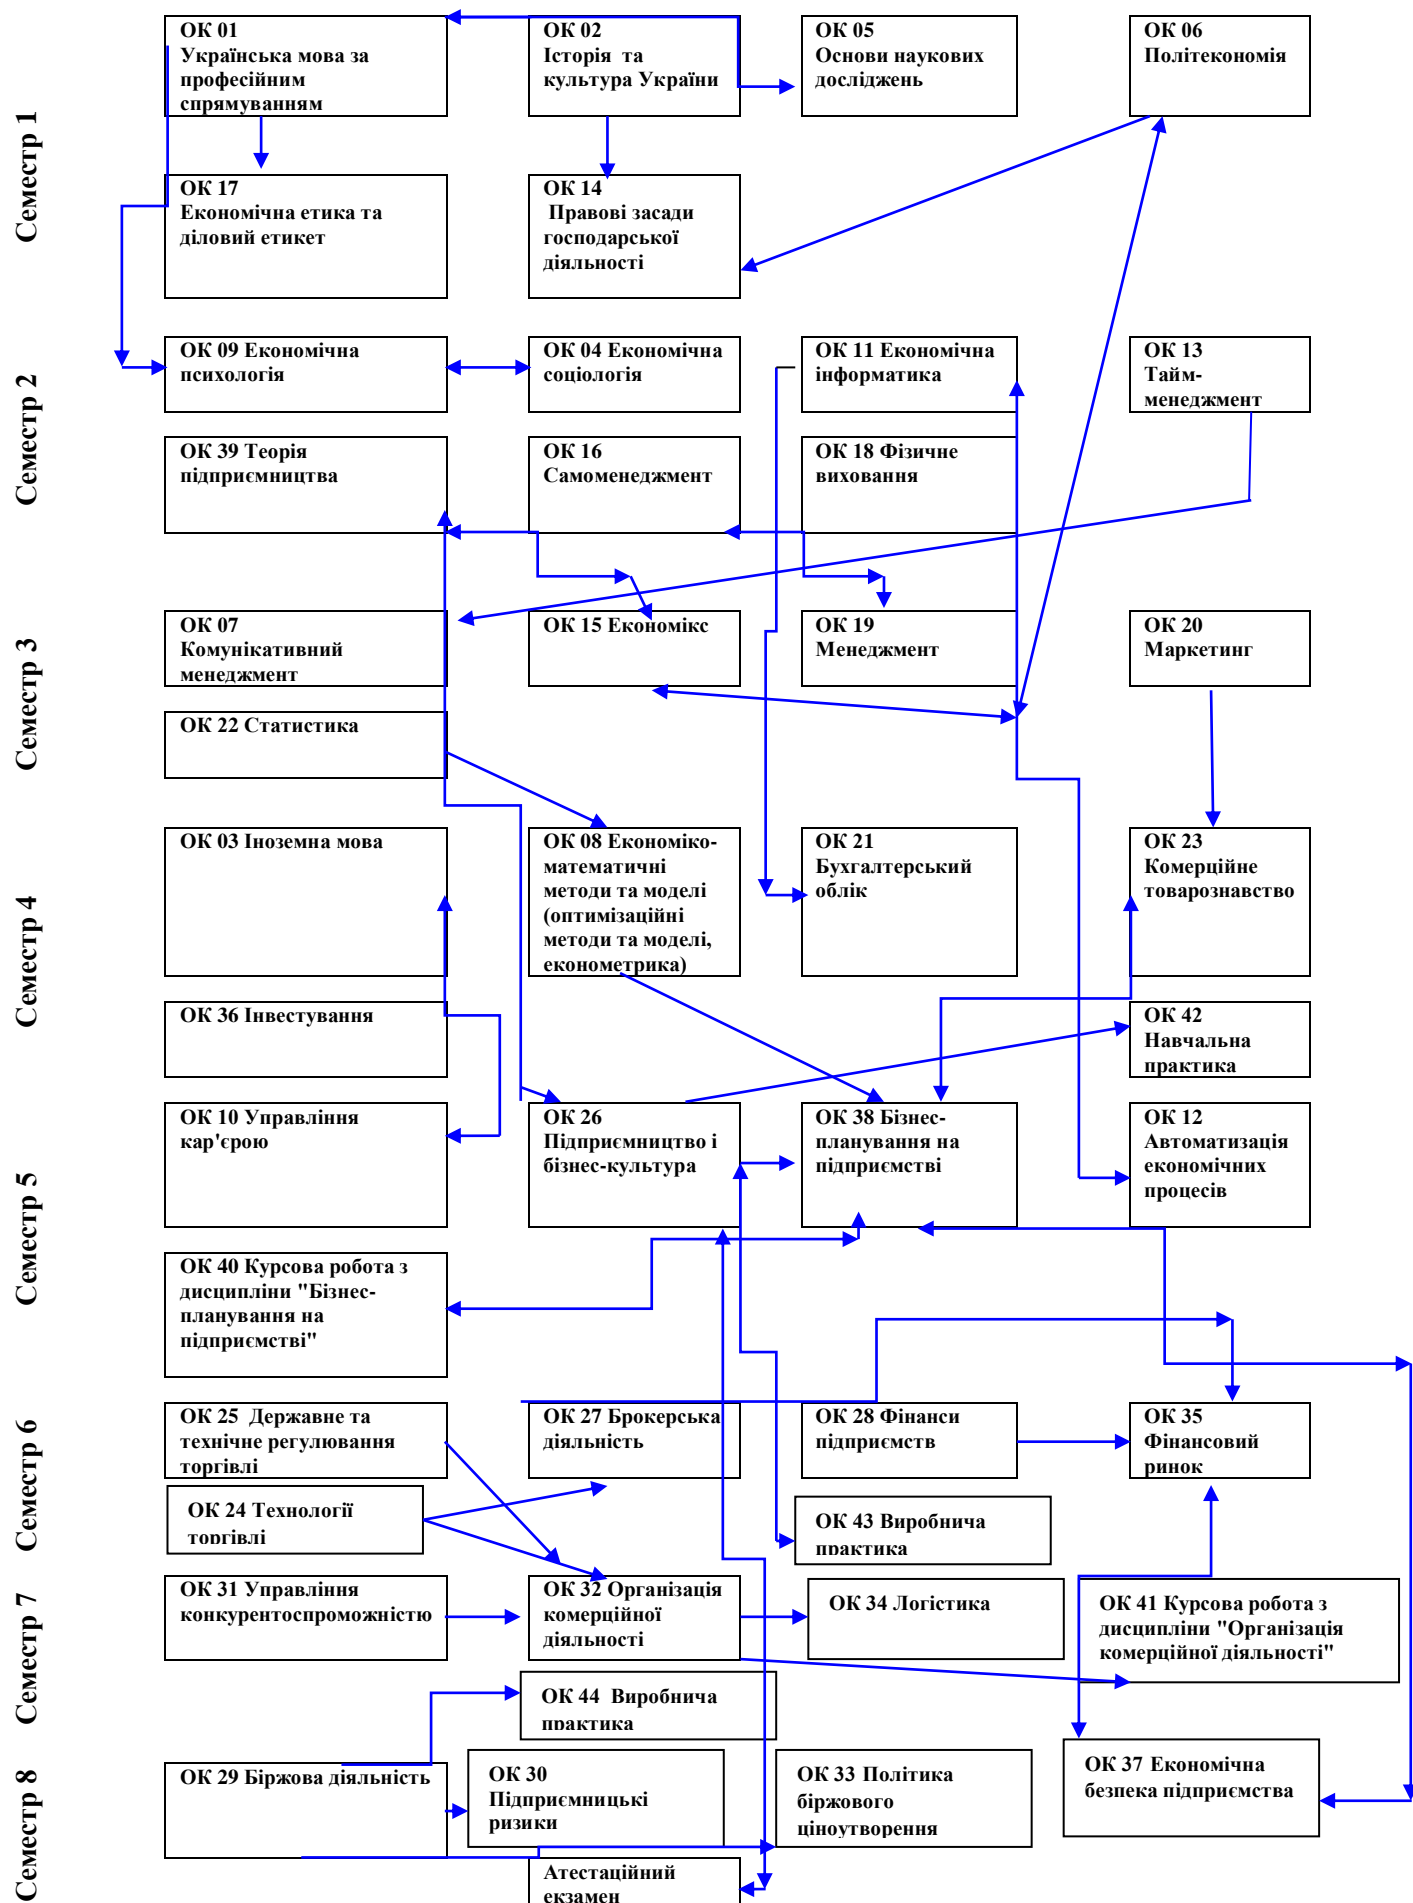 Семестр 1
ОК 01
Українська мова за
професійним
спрямуванням
ОК 02
Історія та
культура України
ОК 05
Основи наукових
досліджень
ОК 06
Політекономія
ОК 17
Економічна етика та
діловий етикет
ОК 14
Правові засади
господарської
діяльності
Семестр 2
ОК 09 Економічна
психологія
ОК 04 Економічна
соціологія
ОК 11 Економічна
інформатика
ОК 13
Тайм-
менеджмент
ОК 39 Теорія
підприємництва
ОК 16
Самоменеджмент
ОК 18 Фізичне
виховання
Семестр 3
ОК 07
Комунікативний
менеджмент
ОК 15 Економікс
ОК 19
Менеджмент
ОК 20
Маркетинг
ОК 22 Статистика
Семестр 4
ОК 03 Іноземна мова
ОК 08 Економіко-
математичні
методи та моделі
(оптимізаційні
методи та моделі,
економетрика)
ОК 21
Бухгалтерський
облік
ОК 23
Комерційне
товарознавство
ОК 36 Інвестування
ОК 42
Навчальна
практика
Семестр 5
ОК 10 Управління
кар'єрою
ОК 26
Підприємництво і
бізнес-культура
ОК 38 Бізнес-
планування на
підприємстві
ОК 12
Автоматизація
економічних
процесів
ОК 40 Курсова робота з
дисципліни "Бізнес-
планування на
підприємстві"
Семестр 6
ОК 25 Державне та
технічне регулювання
торгівлі
ОК 27 Брокерська
діяльність
ОК 28 Фінанси
підприємств
ОК 35
Фінансовий
ринок
ОК 24 Технології
торгівлі
ОК 43 Виробнича
практика
Семестр 7
ОК 31 Управління
конкурентоспроможністю
ОК 32 Організація
комерційної
діяльності
ОК 34 Логістика
ОК 41 Курсова робота з
дисципліни "Організація
комерційної діяльності"
ОК 44 Виробнича
практика
Семестр 8
ОК 29 Біржова діяльність
ОК 30
Підприємницькі
ризики
ОК 33 Політика
біржового
ціноутворення
ОК 37 Економічна
безпека підприємства
Атестаційний
екзамен